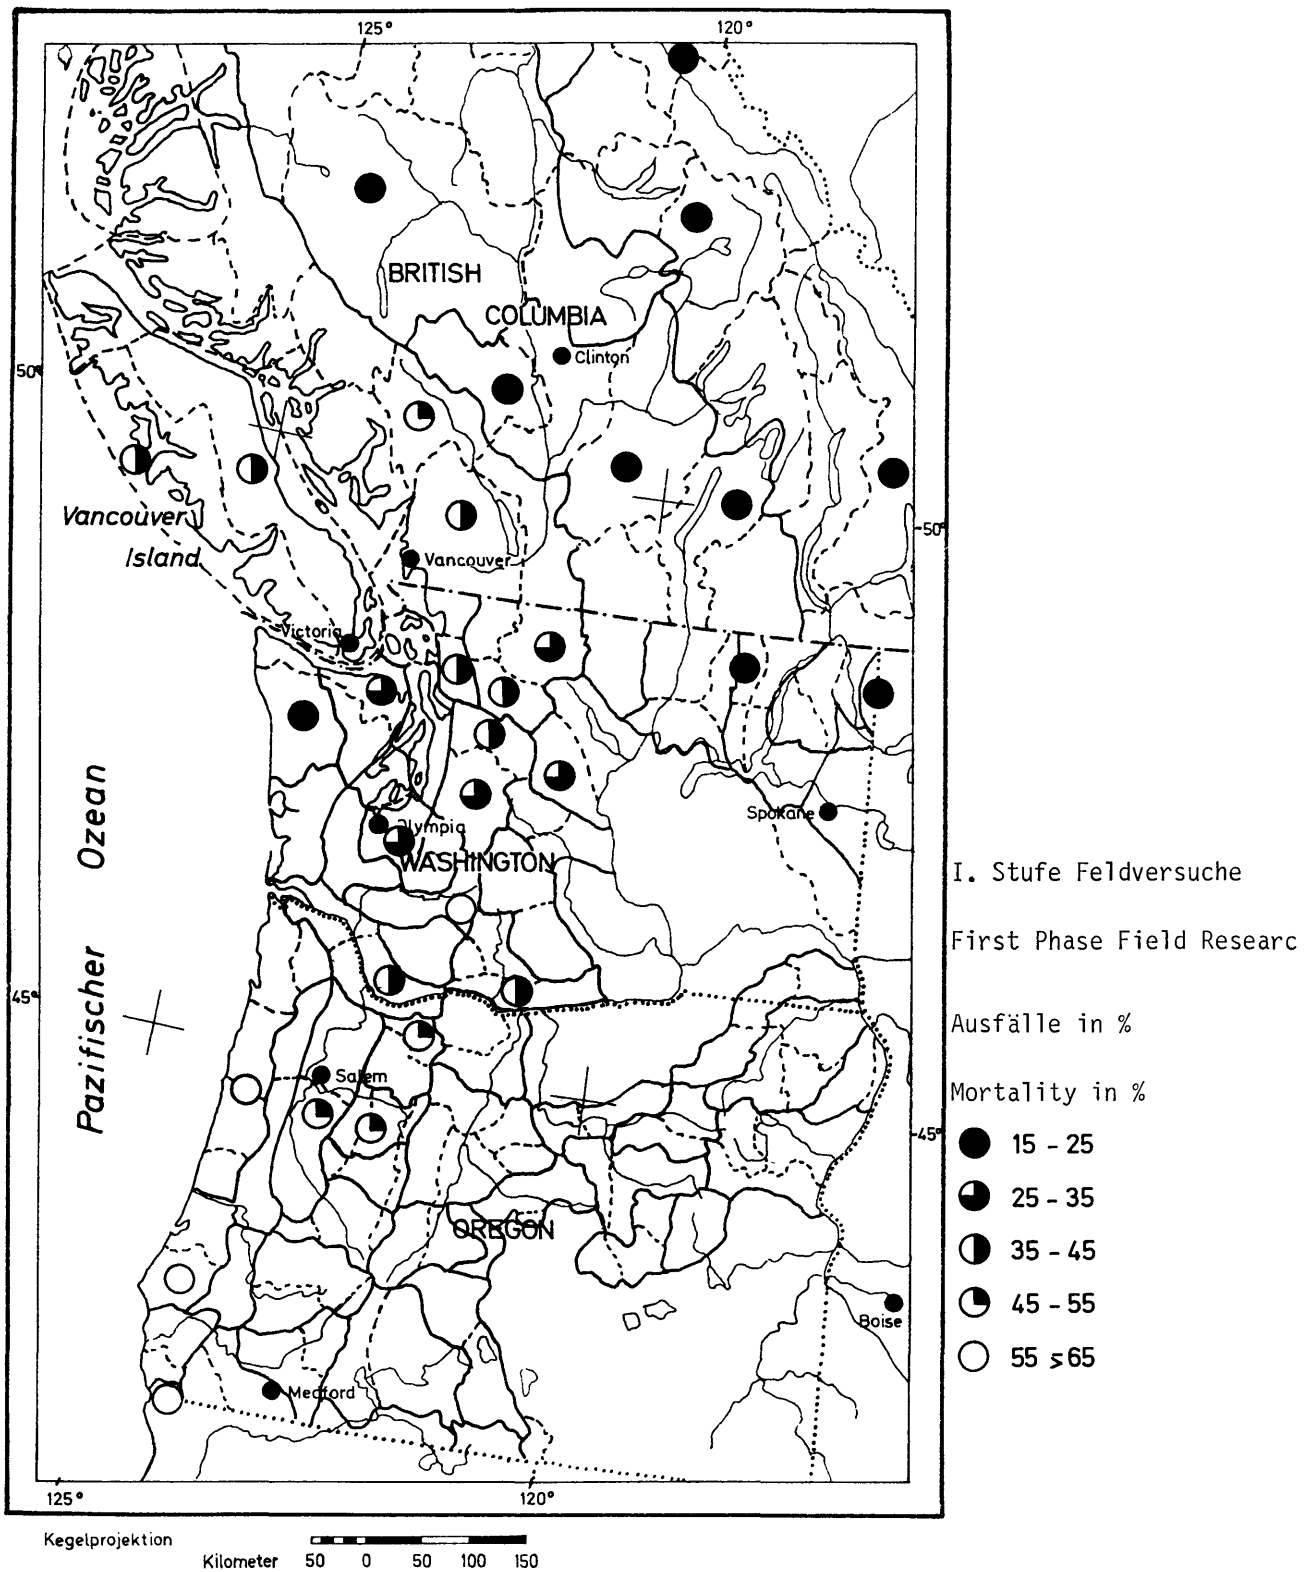 125°
120°
BRITISH
COLUMBIA
Clinton
50°
Vancouver
Island
Vancouver
50°
Victoria
Ozean
Pazifischer
Spokane
Olympia
WASHINGTON
45°
Salem
45°
OREGON
Boise
Medford
125°
120°
Kegelprojektion
Kilometer 50 0 50 100 150
I. Stufe Feldversuche
First Phase Field Researc
Ausfälle in %
Mortality in %
15 - 25
25 - 35
35 - 45
45 - 55
55 ≶ 65